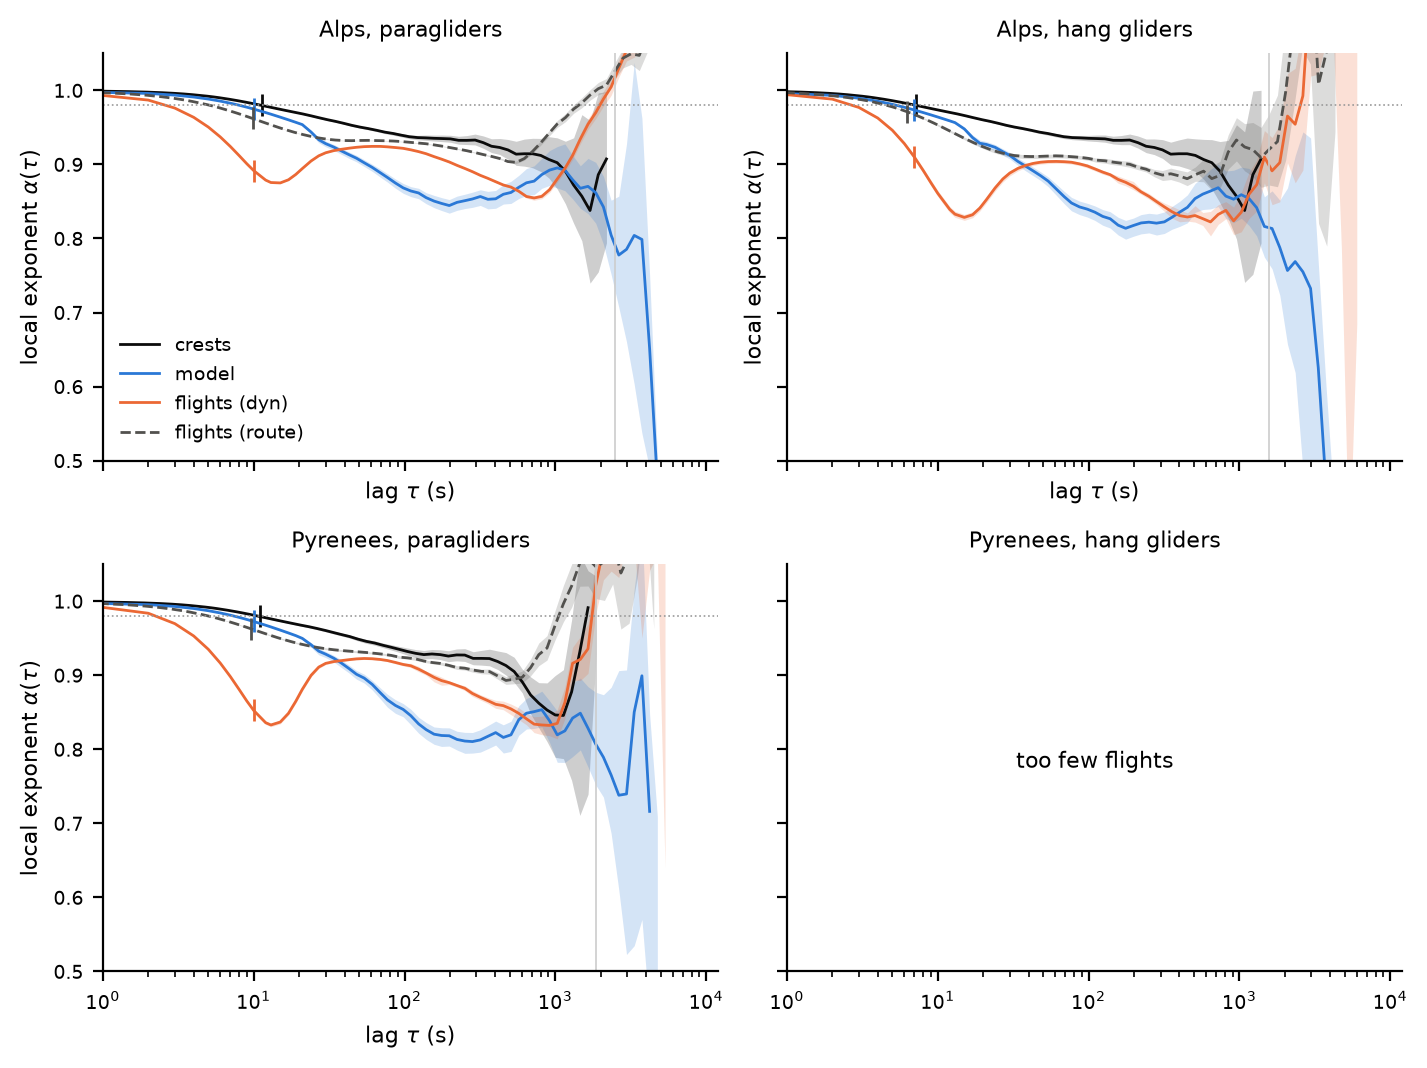 Alps, paragliders
Alps, hang gliders
1.0
0.9
0.8
0.7
0.6
0.5
local exponent α(τ)
local exponent α(τ)
crests
model
flights (dyn)
flights (route)
lag τ (s)
lag τ (s)
Pyrenees, paragliders
Pyrenees, hang gliders
1.0
0.9
0.8
0.7
0.6
0.5
local exponent α(τ)
too few flights
10⁰ 10¹ 10² 10³ 10⁴
10⁰ 10¹ 10² 10³ 10⁴
lag τ (s)